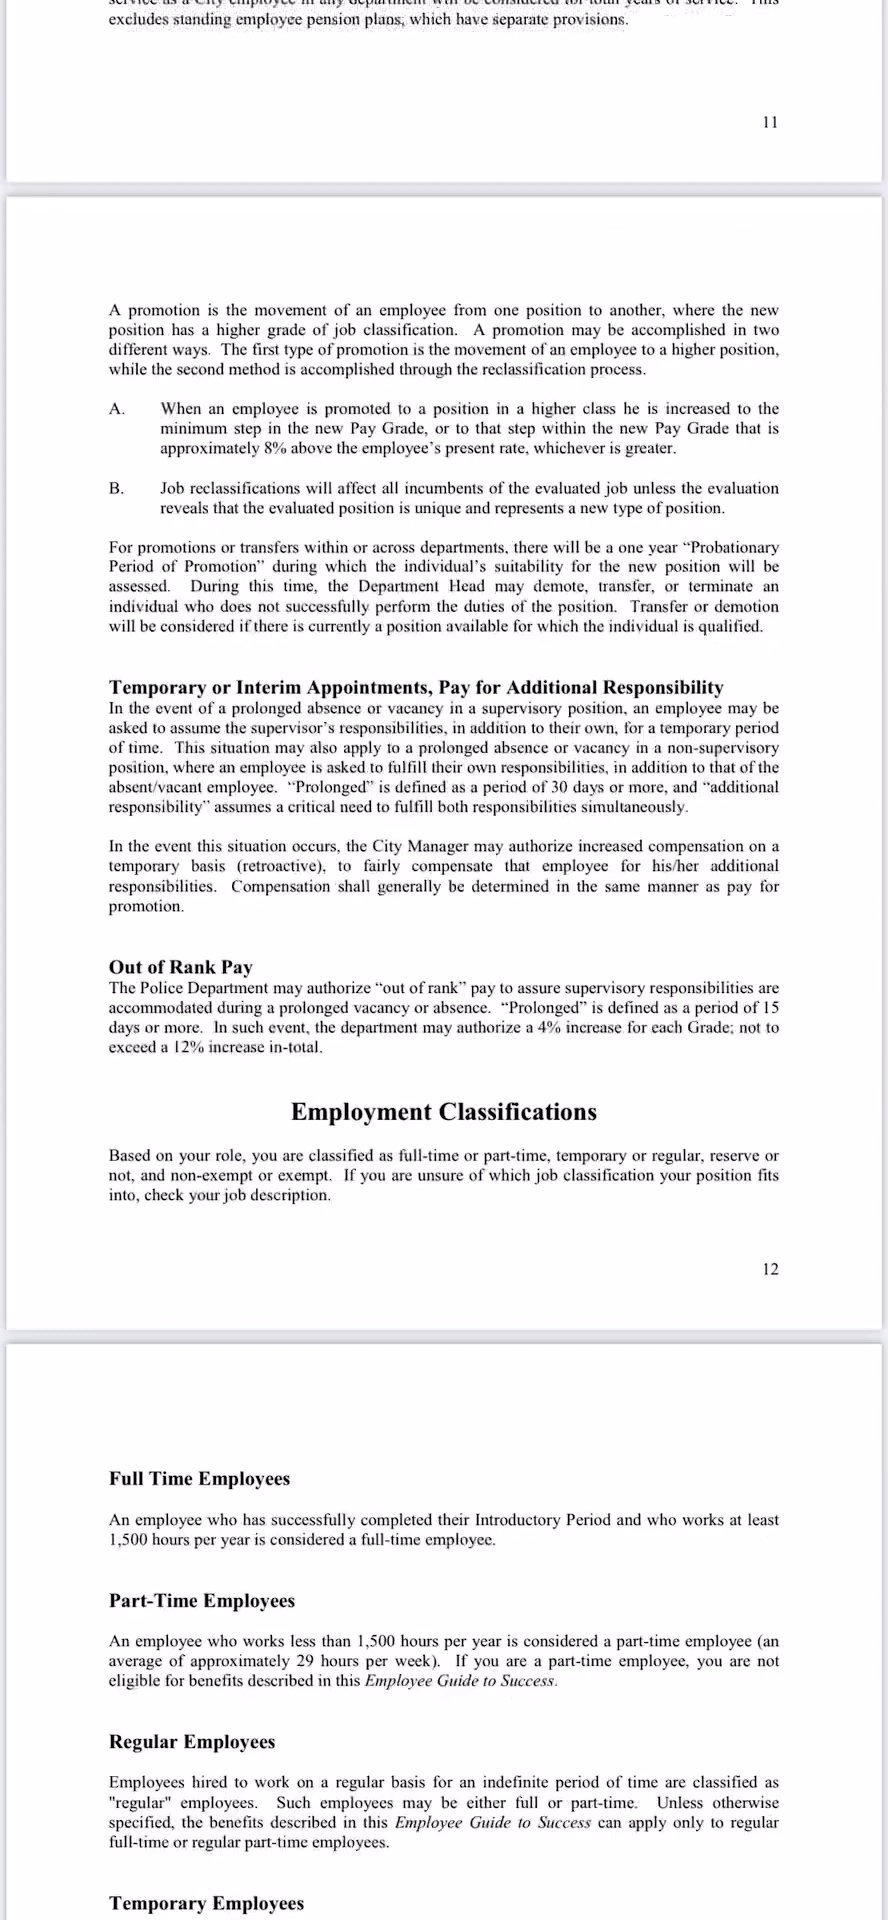 service as a City employee in any department will be considered for total years of service. This
excludes standing employee pension plans, which have separate provisions.
11
A promotion is the movement of an employee from one position to another, where the new
position has a higher grade of job classification. A promotion may be accomplished in two
different ways. The first type of promotion is the movement of an employee to a higher position,
while the second method is accomplished through the reclassification process.
A. When an employee is promoted to a position in a higher class he is increased to the
minimum step in the new Pay Grade, or to that step within the new Pay Grade that is
approximately 8% above the employee's present rate, whichever is greater.
B. Job reclassifications will affect all incumbents of the evaluated job unless the evaluation
reveals that the evaluated position is unique and represents a new type of position.
For promotions or transfers within or across departments, there will be a one year “Probationary
Period of Promotion” during which the individual's suitability for the new position will be
assessed. During this time, the Department Head may demote, transfer, or terminate an
individual who does not successfully perform the duties of the position. Transfer or demotion
will be considered if there is currently a position available for which the individual is qualified.
Temporary or Interim Appointments, Pay for Additional Responsibility
In the event of a prolonged absence or vacancy in a supervisory position, an employee may be
asked to assume the supervisor's responsibilities, in addition to their own, for a temporary period
of time. This situation may also apply to a prolonged absence or vacancy in a non-supervisory
position, where an employee is asked to fulfill their own responsibilities, in addition to that of the
absent/vacant employee. “Prolonged” is defined as a period of 30 days or more, and “additional
responsibility” assumes a critical need to fulfill both responsibilities simultaneously.
In the event this situation occurs, the City Manager may authorize increased compensation on a
temporary basis (retroactive), to fairly compensate that employee for his/her additional
responsibilities. Compensation shall generally be determined in the same manner as pay for
promotion.
Out of Rank Pay
The Police Department may authorize “out of rank” pay to assure supervisory responsibilities are
accommodated during a prolonged vacancy or absence. “Prolonged” is defined as a period of 15
days or more. In such event, the department may authorize a 4% increase for each Grade; not to
exceed a 12% increase in-total.
Employment Classifications
Based on your role, you are classified as full-time or part-time, temporary or regular, reserve or
not, and non-exempt or exempt. If you are unsure of which job classification your position fits
into, check your job description.
12
Full Time Employees
An employee who has successfully completed their Introductory Period and who works at least
1,500 hours per year is considered a full-time employee.
Part-Time Employees
An employee who works less than 1,500 hours per year is considered a part-time employee (an
average of approximately 29 hours per week). If you are a part-time employee, you are not
eligible for benefits described in this Employee Guide to Success.
Regular Employees
Employees hired to work on a regular basis for an indefinite period of time are classified as
"regular" employees. Such employees may be either full or part-time. Unless otherwise
specified, the benefits described in this Employee Guide to Success can apply only to regular
full-time or regular part-time employees.
Temporary Employees